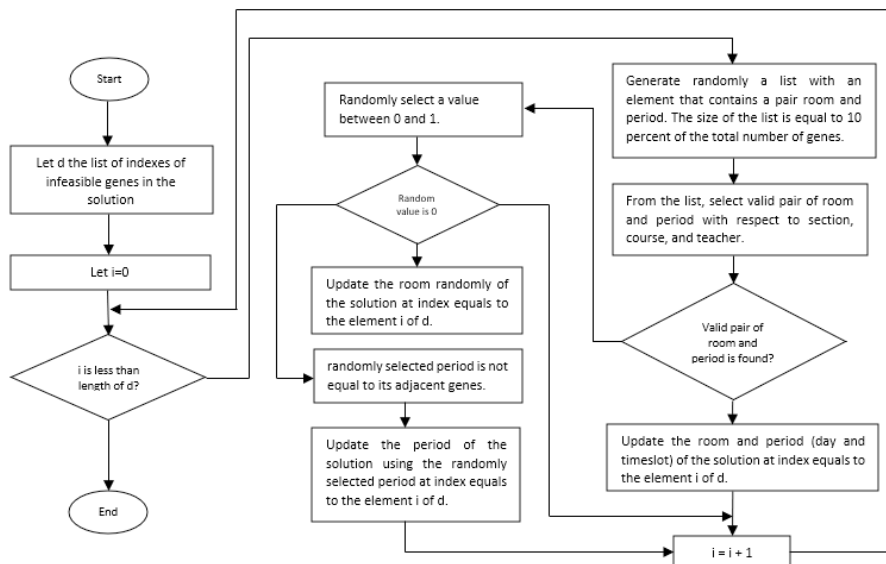 Start
Let d the list of indexes of
infeasible genes in the
solution
Let i=0
i is less than
length of d?
End
Randomly select a value
between 0 and 1.
Random
value is 0
Update the room randomly of
the solution at index equals to
the element i of d.
randomly selected period is not
equal to its adjacent genes.
Update the period of the
solution using the randomly
selected period at index equals
to the element i of d.
Generate randomly a list with an
element that contains a pair room and
period. The size of the list is equal to 10
percent of the total number of genes.
From the list, select valid pair of room
and period with respect to section,
course, and teacher.
Valid pair of
room and
period is found?
Update the room and period (day and
timeslot) of the solution at index equals to
the element i of d.
i = i + 1